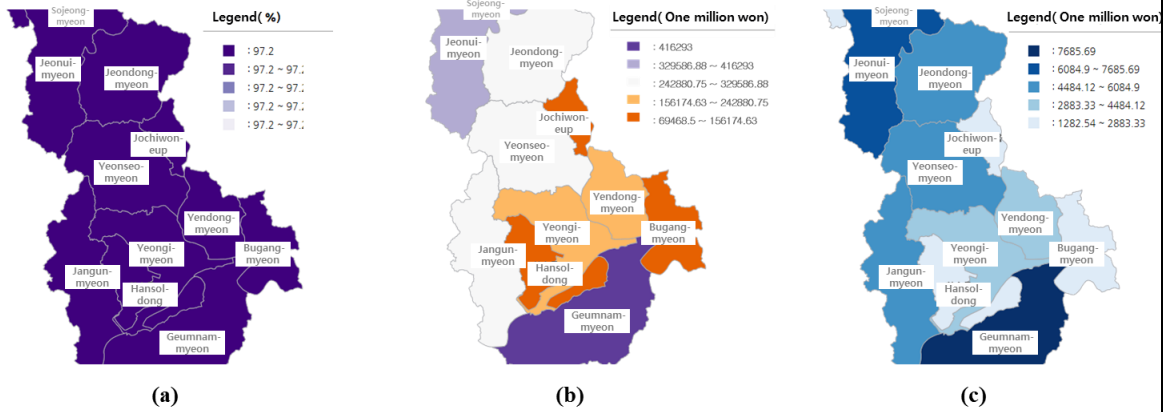 Sojeong-
myeon
Jeonui-
myeon
Jeondong-
myeon
Jochiwon-
eup
Yeonseo-
myeon
Yendong-
myeon
Yeongi-
myeon
Bugang-
myeon
Jangun-
myeon
Hansol-
dong
Geumnam-
myeon
Legend( %)
: 97.2
: 97.2 ~ 97.2
: 97.2 ~ 97.2
: 97.2 ~ 97.2
: 97.2 ~ 97.2
(a)
Sojeong-
myeon
Jeonui-
myeon
Jeondong-
myeon
Jochiwon-
eup
Yeonseo-
myeon
Yendong-
myeon
Yeongi-
myeon
Bugang-
myeon
Jangun-
myeon
Hansol-
dong
Geumnam-
myeon
Legend( One million won)
: 416293
: 329586.88 ~ 416293
: 242880.75 ~ 329586.88
: 156174.63 ~ 242880.75
: 69468.5 ~ 156174.63
(b)
Sojeong-
myeon
Jeonui-
myeon
Jeondong-
myeon
Jochiwon-
eup
Yeonseo-
myeon
Yendong-
myeon
Yeongi-
myeon
Bugang-
myeon
Jangun-
myeon
Hansol-
dong
Geumnam-
myeon
Legend( One million won)
: 7685.69
: 6084.9 ~ 7685.69
: 4484.12 ~ 6084.9
: 2883.33 ~ 4484.12
: 1282.54 ~ 2883.33
(c)